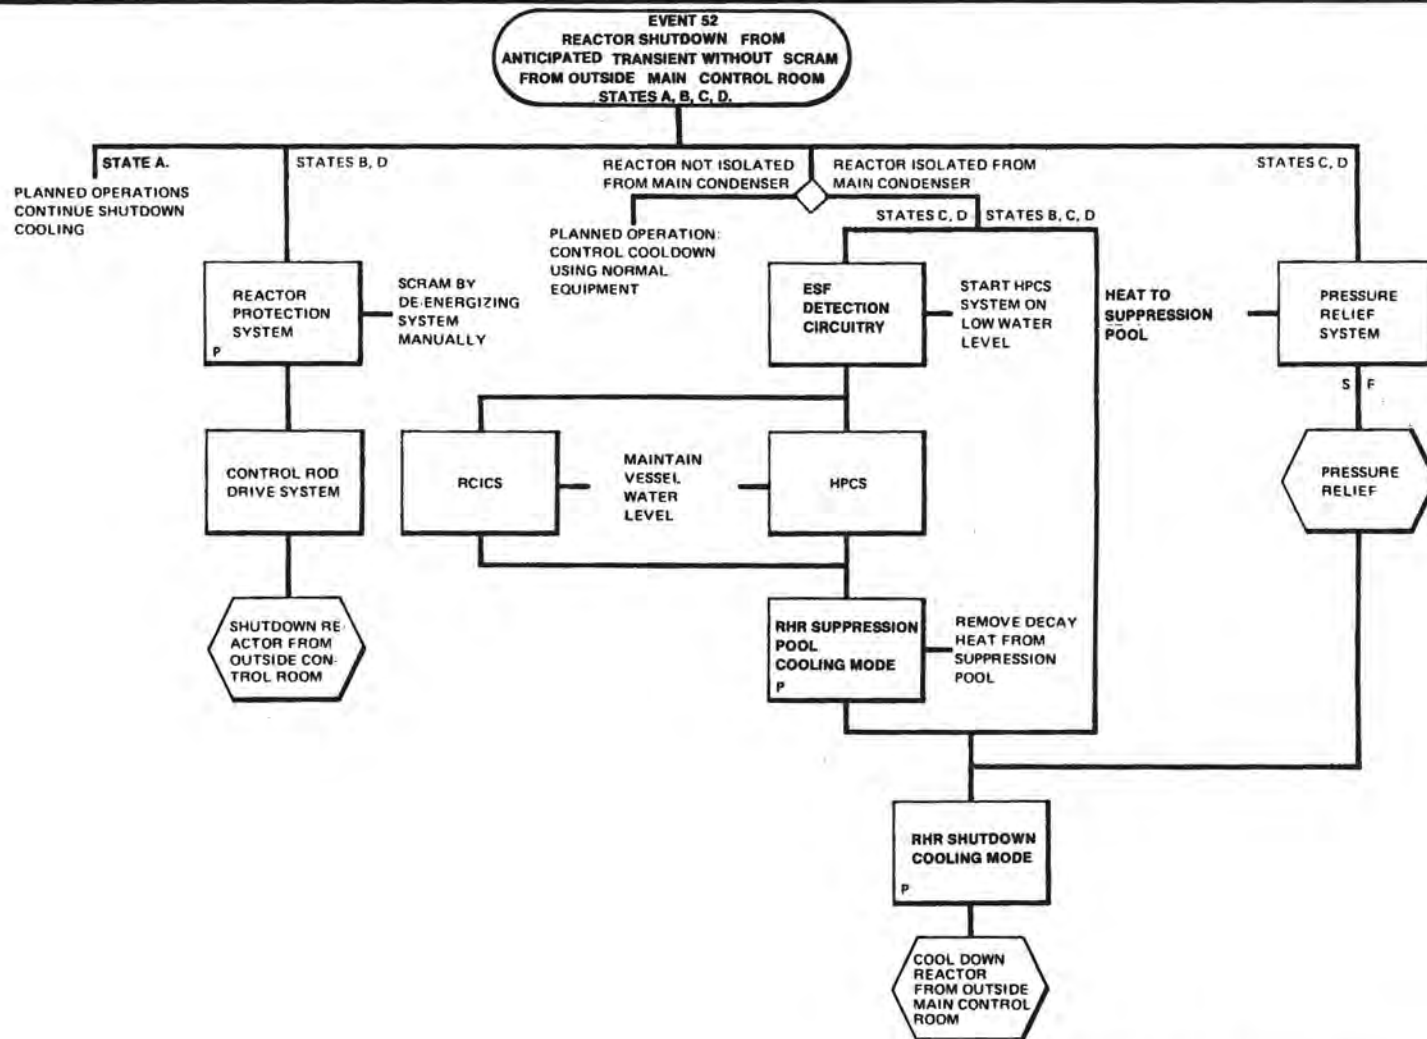 EVENT 52
REACTOR SHUTDOWN FROM
ANTICIPATED TRANSIENT WITHOUT SCRAM
FROM OUTSIDE MAIN CONTROL ROOM
STATES A, B, C, D.
STATE A.
PLANNED OPERATIONS
CONTINUE SHUTDOWN
COOLING
STATES B, D
REACTOR NOT ISOLATED
FROM MAIN CONDENSER
REACTOR ISOLATED FROM
MAIN CONDENSER
STATES C, D
PLANNED OPERATION:
CONTROL COOLDOWN
USING NORMAL
EQUIPMENT
STATES C, D
STATES B, C, D
REACTOR
PROTECTION
SYSTEM
P
SCRAM BY
DE-ENERGIZING
SYSTEM
MANUALLY
ESF
DETECTION
CIRCUITRY
START HPCS
SYSTEM ON
LOW WATER
LEVEL
HEAT TO
SUPPRESSION
POOL
PRESSURE
RELIEF
SYSTEM
S F
CONTROL ROD
DRIVE SYSTEM
RCICS
MAINTAIN
VESSEL
WATER
LEVEL
HPCS
PRESSURE
RELIEF
SHUTDOWN RE-
ACTOR FROM
OUTSIDE CON-
TROL ROOM
RHR SUPPRESSION
POOL
COOLING MODE
P
REMOVE DECAY
HEAT FROM
SUPPRESSION
POOL
RHR SHUTDOWN
COOLING MODE
P
COOL DOWN
REACTOR
FROM OUTSIDE
MAIN CONTROL
ROOM